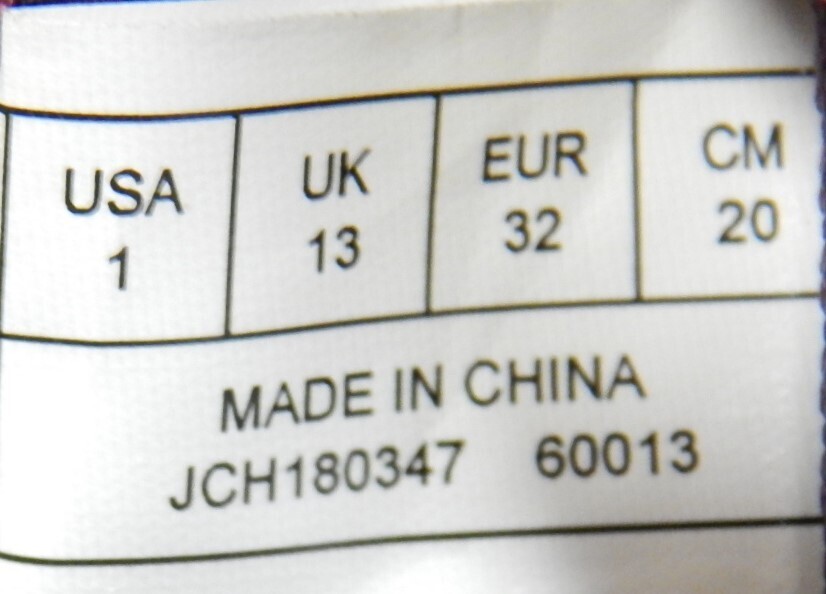 USA UK EUR CM
1 13 32 20
MADE IN CHINA
JCH180347 60013